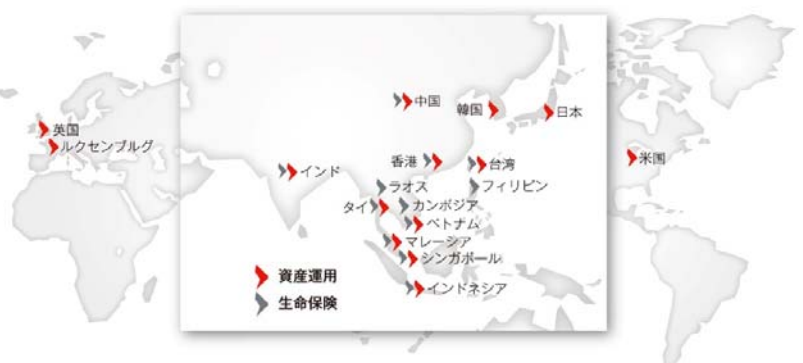 中国
韓国
日本
英国
ルクセンブルグ
香港
台湾
米国
インド
ラオス
フィリピン
タイ
カンボジア
ベトナム
マレーシア
シンガポール
インドネシア
資産運用
生命保険